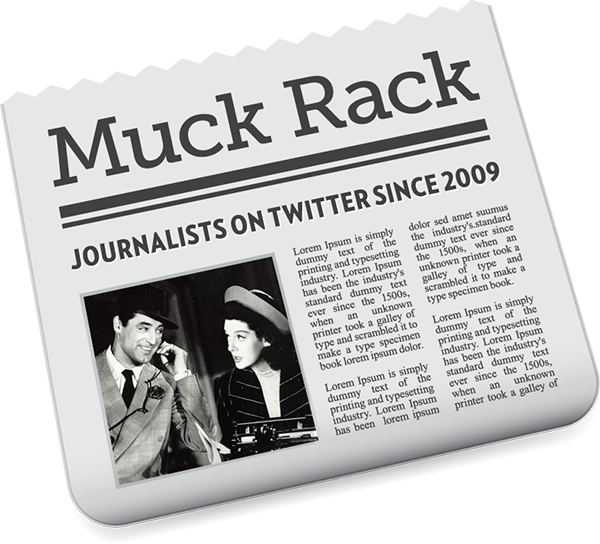 Muck Rack
JOURNALISTS ON TWITTER SINCE 2009
Lorem Ipsum is simply
dummy text of the
printing and typesetting
industry. Lorem Ipsum
has been the industry's
standard dummy text
ever since the 1500s,
when an unknown
printer took a galley of
type and scrambled it to
make a type specimen
book lorem ipsum dolor.
Lorem Ipsum is simply
dummy text of the
printing and typesetting
industry. Lorem Ipsum
has been lorem ipsum
dolor sed amet suumus
the industry's.standard
dummy text ever since
the 1500s, when an
unknown printer took a
galley of type and
scrambled it to make a
type specimen book.
Lorem Ipsum is simply
dummy text of the
printing and typesetting
industry. Lorem Ipsum
has been the industry's
standard dummy text
ever since the 1500s,
when an unknown
printer took a galley of